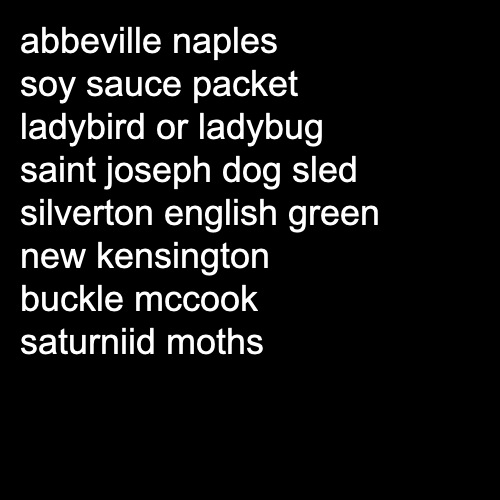 abbeville naples
soy sauce packet
ladybird or ladybug
saint joseph dog sled
silverton english green
new kensington
buckle mccook
saturniid moths